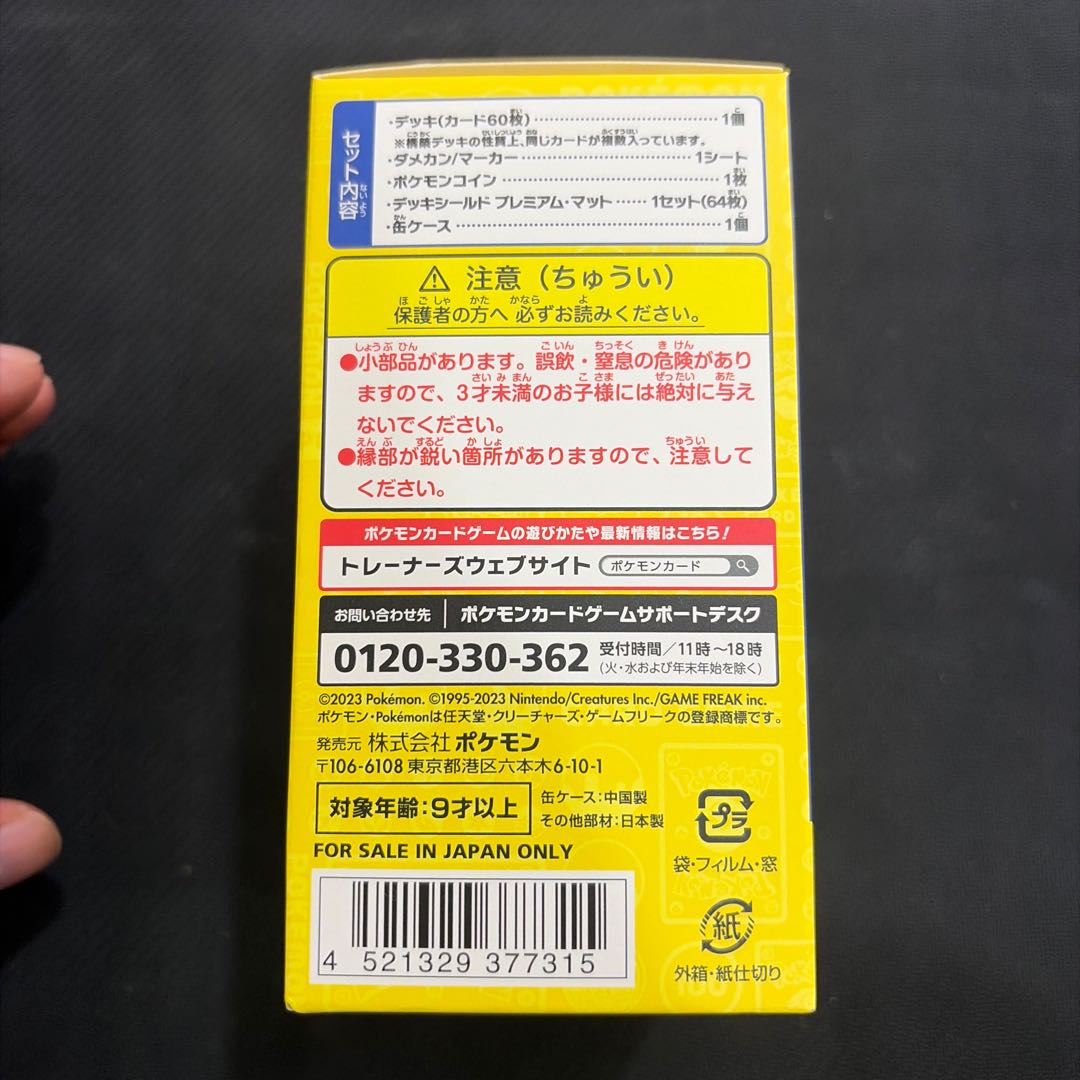 セット内容
・デッキ(カード60枚)…………………………1個
※構築デッキの性質上、同じカードが複数入っています。
・ダメカン/マーカー…………………………1シート
・ポケモンコイン…………………………1枚
・デッキシールド プレミアム・マット……1セット(64枚)
・缶ケース…………………………1個
⚠ 注意(ちゅうい)
保護者の方へ 必ずお読みください。
●小部品があります。誤飲・窒息の危険があり
ますので、3才未満のお子様には絶対に与え
ないでください。
●縁部が鋭い箇所がありますので、注意して
ください。
ポケモンカードゲームの遊びかたや最新情報はこちら!
トレーナーズウェブサイト ポケモンカード
お問い合わせ先 ポケモンカードゲームサポートデスク
0120-330-362 受付時間/11時~18時
(火・水および年末年始を除く)
©2023 Pokémon. ©1995-2023 Nintendo/Creatures Inc./GAME FREAK inc.
ポケモン・Pokémonは任天堂・クリーチャーズ・ゲームフリークの登録商標です。
発売元 株式会社 ポケモン
〒106-6108 東京都港区六本木6-10-1
対象年齢:9才以上
缶ケース:中国製
その他部材:日本製
FOR SALE IN JAPAN ONLY
プラ
袋・フィルム・窓
紙
外箱・紙仕切り
4 521329 377315